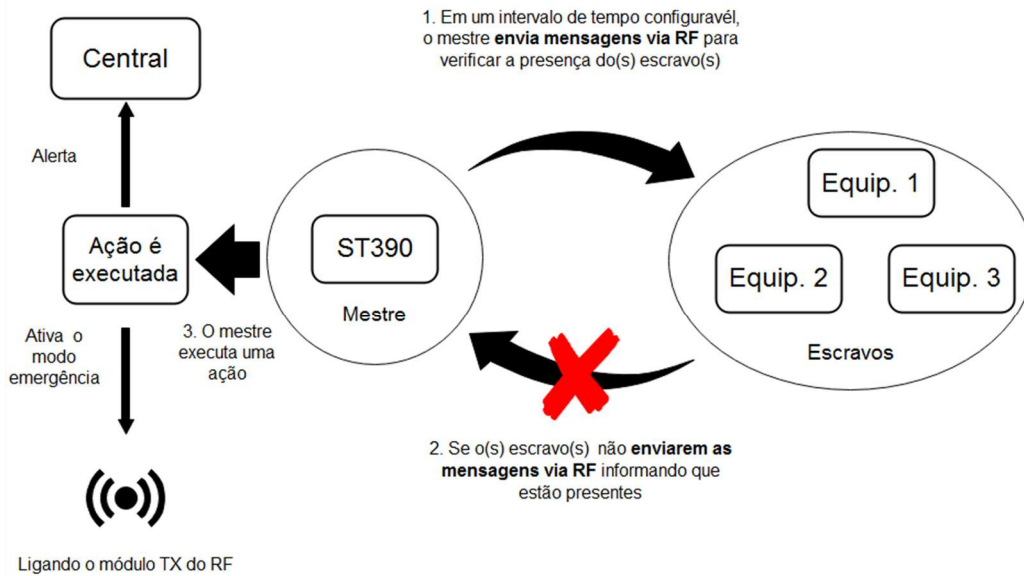 1. Em um intervalo de tempo configuravél,
o mestre envia mensagens via RF para
verificar a presença do(s) escravo(s)
Central
Alerta
Equip. 1
Ação é
executada
ST390
Mestre
Equip. 2
Equip. 3
Escravos
Ativa o
modo
emergência
3. O mestre
executa uma
ação
2. Se o(s) escravo(s) não enviarem as
mensagens via RF informando que
estão presentes
Ligando o módulo TX do RF